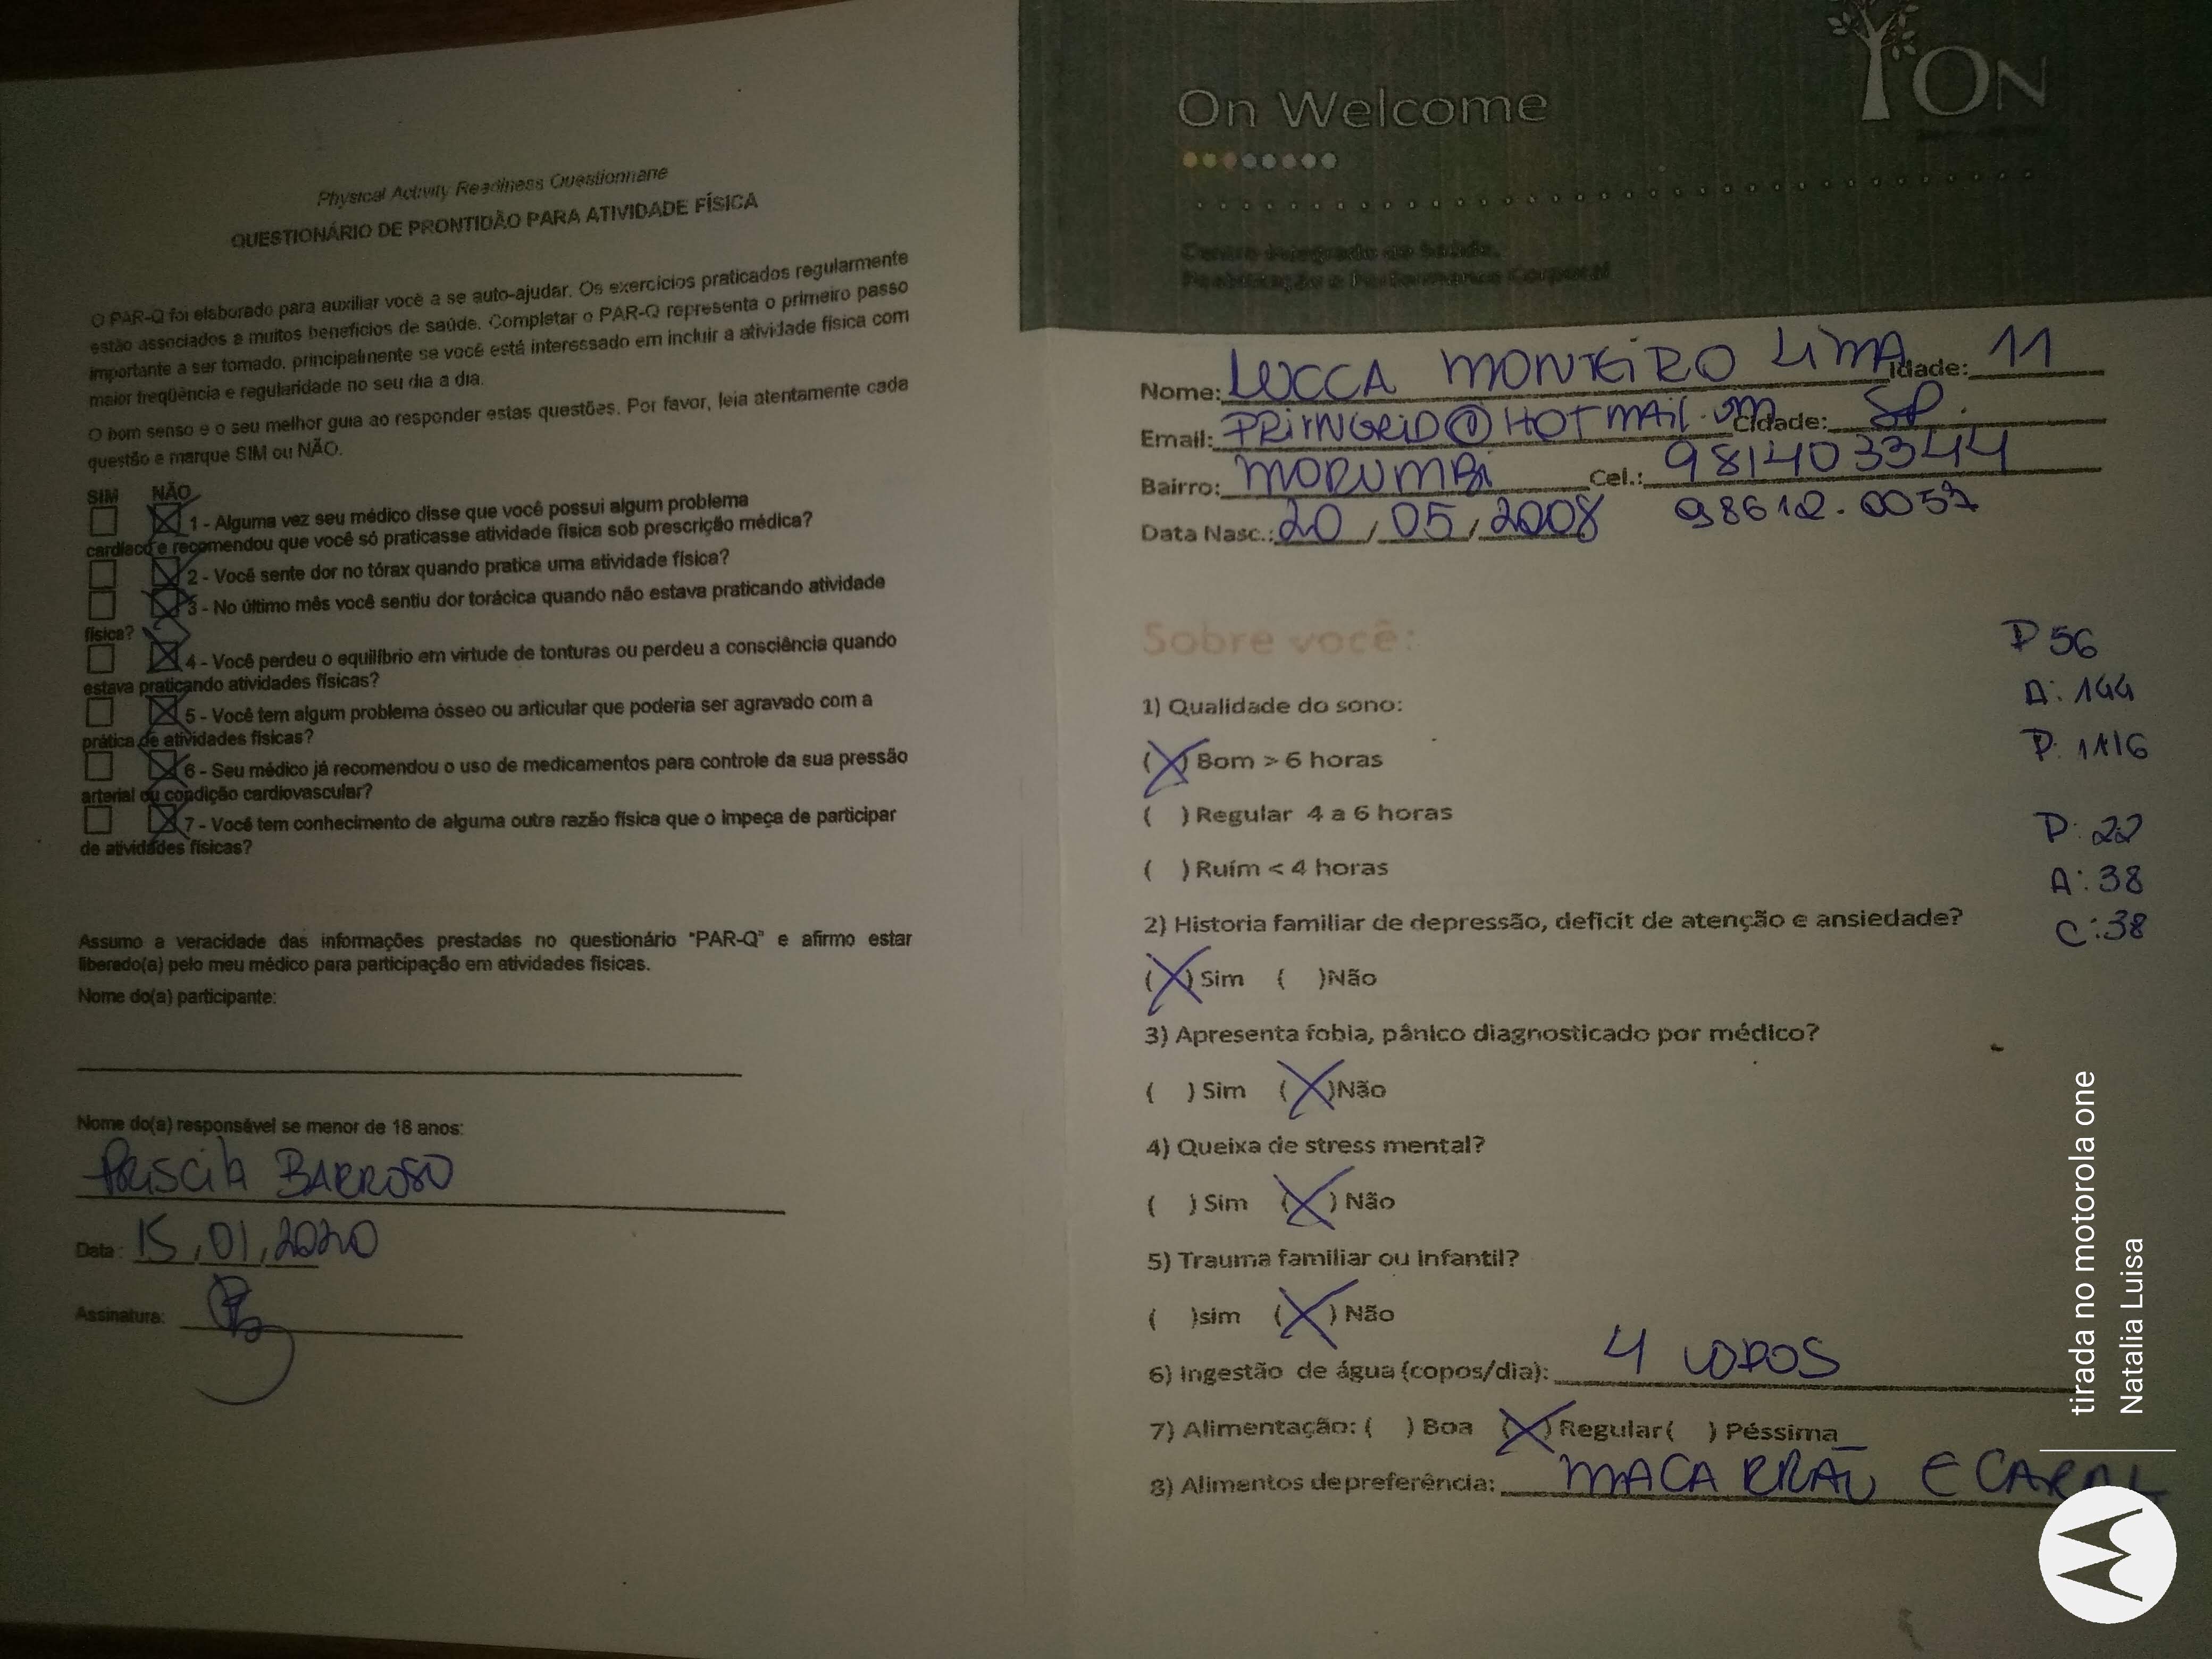 Physical Activity Readiness Questionnaire
QUESTIONÁRIO DE PRONTIDÃO PARA ATIVIDADE FÍSICA
O PAR-Q foi elaborado para auxiliar você a se auto-ajudar. Os exercícios praticados regularmente
estão associados a muitos benefícios de saúde. Completar o PAR-Q representa o primeiro passo
importante a ser tomado, principalmente se você está interessado em incluir a atividade física com
maior freqüência e regularidade no seu dia a dia.
O bom senso e o seu melhor guia ao responder estas questões. Por favor, leia atentamente cada
questão e marque SIM ou NÃO.
SIM NÃO
1 - Alguma vez seu médico disse que você possui algum problema
cardíaco e recomendou que você só praticasse atividade física sob prescrição médica?
2 - Você sente dor no tórax quando pratica uma atividade física?
3 - No último mês você sentiu dor torácica quando não estava praticando atividade
física?
4 - Você perdeu o equilíbrio em virtude de tonturas ou perdeu a consciência quando
estava praticando atividades físicas?
5 - Você tem algum problema ósseo ou articular que poderia ser agravado com a
prática de atividades físicas?
6 - Seu médico já recomendou o uso de medicamentos para controle da sua pressão
arterial ou condição cardiovascular?
7 - Você tem conhecimento de alguma outra razão física que o impeça de participar
de atividades físicas?
Assumo a veracidade das informações prestadas no questionário "PAR-Q" e afirmo estar
liberado(a) pelo meu médico para participação em atividades físicas.
Nome do(a) participante:
Nome do(a) responsável se menor de 18 anos:
Priscila BARROSO
Data: 15,01,2020
Assinatura:
On Welcome
ON
Nome: LUCCA MONTEIRO LIMA Idade: 11
Email: PRINGRID@HOTMAIL.COM Cidade: SP
Bairro: MORUMBI Cel.: 981403344
Data Nasc.: 20/05/2008 98612.0057
Sobre você:
P 56
A: 144
P: 1116
1) Qualidade do sono:
(X) Bom > 6 horas
( ) Regular 4 a 6 horas
( ) Ruím < 4 horas
D: 22
A: 38
C: 38
2) Historia familiar de depressão, deficit de atenção e ansiedade?
(X) Sim ( )Não
3) Apresenta fobia, pânico diagnosticado por médico?
( ) Sim (X)Não
4) Queixa de stress mental?
( ) Sim (X) Não
5) Trauma familiar ou infantil?
( )sim (X) Não
6) Ingestão de água (copos/dia): 4 COPOS
7) Alimentação: ( ) Boa (X) Regular ( ) Péssima
8) Alimentos de preferência: MACARRÃO, E CARNE
tirada no motorola one
Natalia Luisa